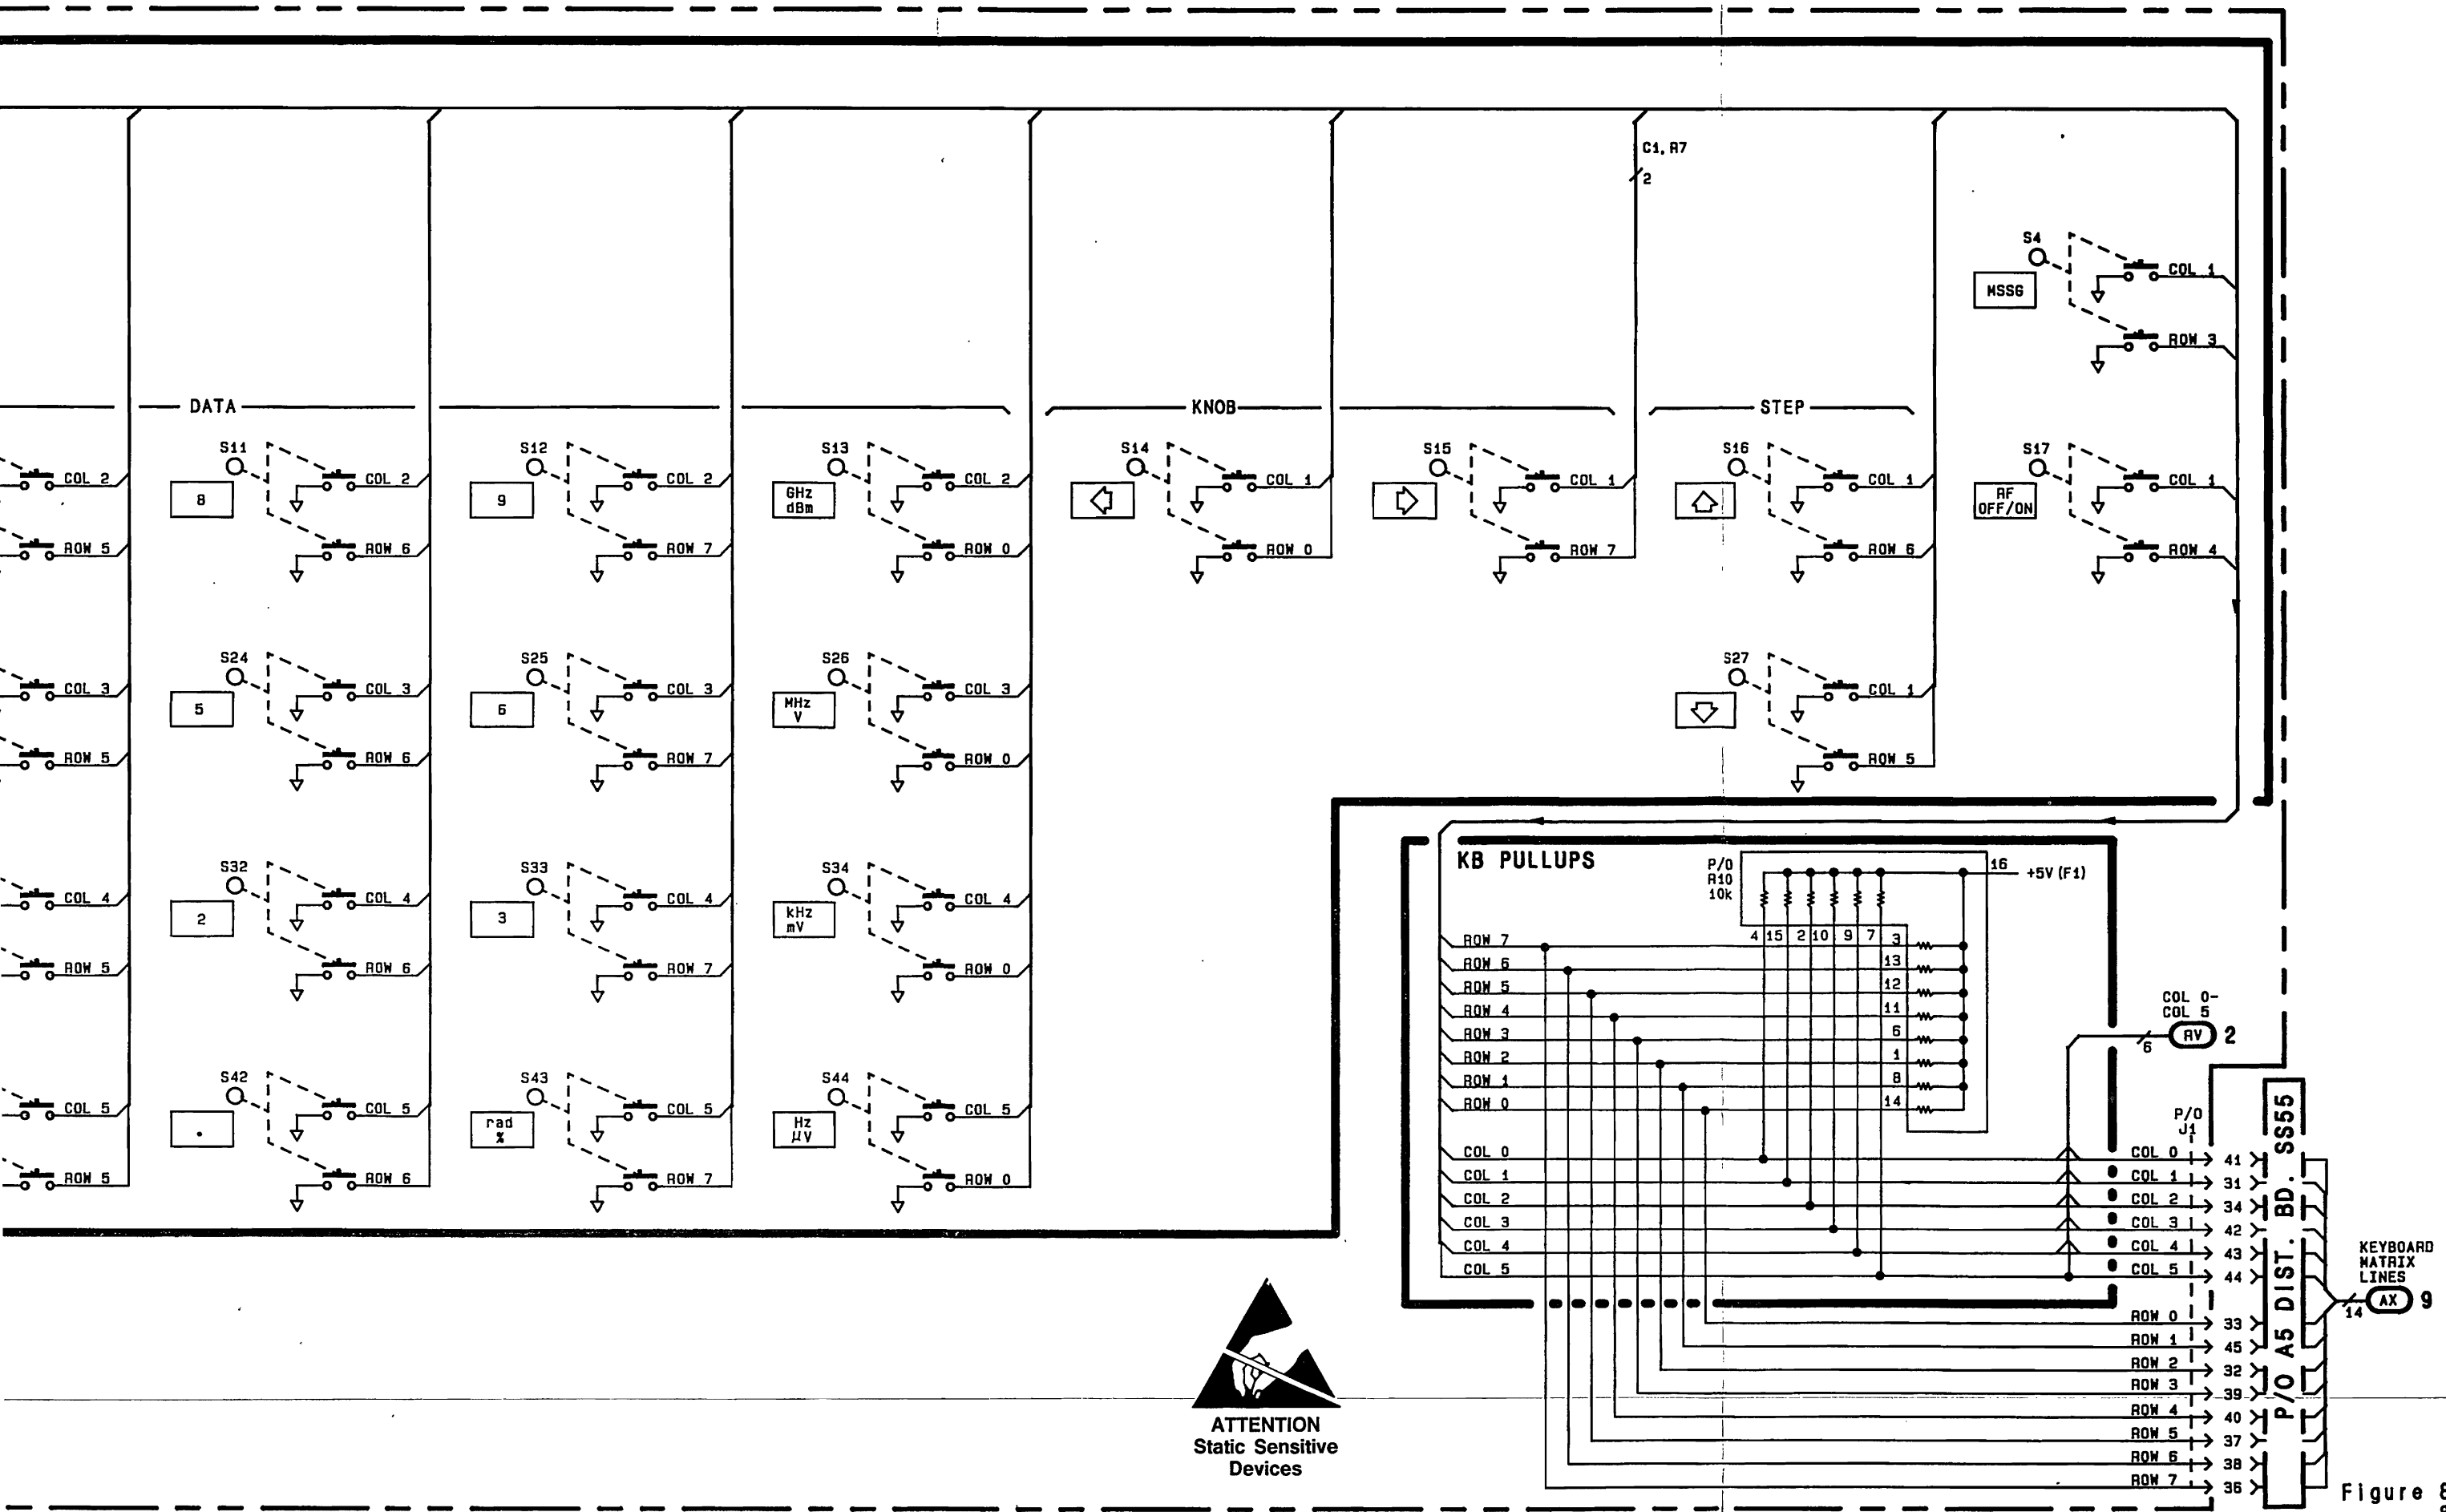 C1, R7
2
S4
MSSG
COL 1
ROW 3
DATA
KNOB
STEP
COL 2
ROW 5
S11
8
COL 2
ROW 6
S12
9
COL 2
ROW 7
S13
GHz
dBm
COL 2
ROW 0
S14
COL 1
ROW 0
S15
COL 1
ROW 7
S16
COL 1
ROW 6
S17
RF
OFF/ON
COL 1
ROW 4
COL 3
ROW 5
S24
5
COL 3
ROW 6
S25
6
COL 3
ROW 7
S26
MHz
V
COL 3
ROW 0
S27
COL 1
ROW 5
COL 4
ROW 5
S32
2
COL 4
ROW 6
S33
3
COL 4
ROW 7
S34
kHz
mV
COL 4
ROW 0
COL 5
ROW 5
S42
.
COL 5
ROW 6
S43
rad
%
COL 5
ROW 7
S44
Hz
µV
COL 5
ROW 0
KB PULLUPS
P/O
R10
10k
16
+5V (F1)
4 15 2 10 9 7
ROW 7
3
ROW 6
13
ROW 5
12
ROW 4
11
ROW 3
6
ROW 2
1
ROW 1
8
ROW 0
14
COL 0-
COL 5
RV 2
6
P/O
J1
COL 0
COL 0
41
COL 1
COL 1
31
COL 2
COL 2
34
COL 3
COL 3
42
COL 4
COL 4
43
COL 5
COL 5
44
ROW 0
33
ROW 1
45
ROW 2
32
ROW 3
39
ROW 4
40
ROW 5
37
ROW 6
38
ROW 7
36
P/O A5 DIST. BD. SS55
KEYBOARD
MATRIX
LINES
AX 9
14
ATTENTION
Static Sensitive
Devices
Figure 8